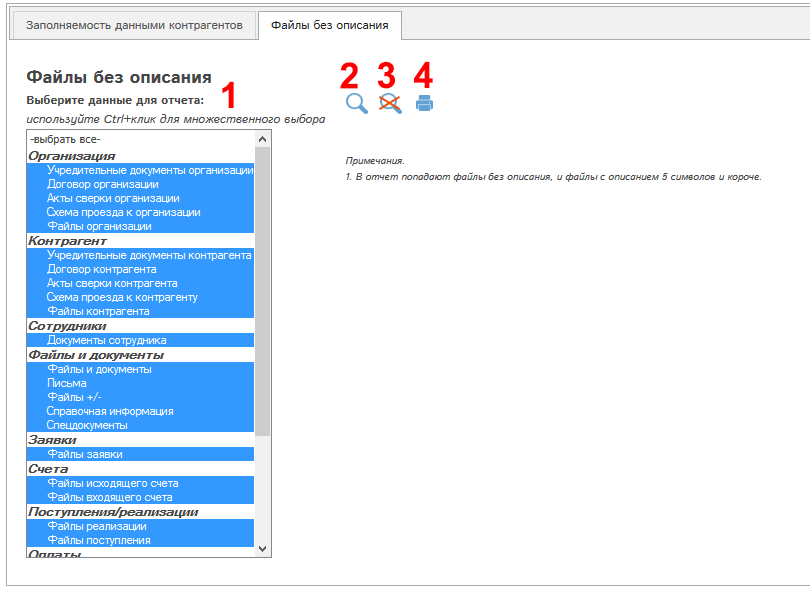 Заполняемость данными контрагентов
Файлы без описания
Файлы без описания
Выберите данные для отчета:
используйте Ctrl+клик для множественного выбора
1
2 3 4
-выбрать все-
Организация
Учредительные документы организации
Договор организации
Акты сверки организации
Схема проезда к организации
Файлы организации
Контрагент
Учредительные документы контрагента
Договор контрагента
Акты сверки контрагента
Схема проезда к контрагенту
Файлы контрагента
Сотрудники
Документы сотрудника
Файлы и документы
Файлы и документы
Письма
Файлы +/-
Справочная информация
Спецдокументы
Заявки
Файлы заявки
Счета
Файлы исходящего счета
Файлы входящего счета
Поступления/реализации
Файлы реализации
Файлы поступления
Оплаты
Примечания.
1. В отчет попадают файлы без описания, и файлы с описанием 5 символов и короче.